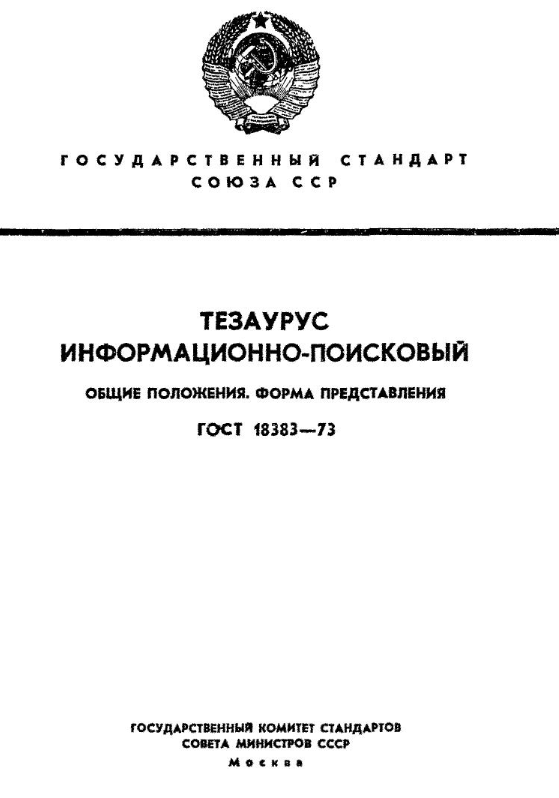 ГОСУДАРСТВЕННЫЙ СТАНДАРТ
СОЮЗА ССР
ТЕЗАУРУС
ИНФОРМАЦИОННО-ПОИСКОВЫЙ
ОБЩИЕ ПОЛОЖЕНИЯ. ФОРМА ПРЕДСТАВЛЕНИЯ
ГОСТ 18383—73
ГОСУДАРСТВЕННЫЙ КОМИТЕТ СТАНДАРТОВ
СОВЕТА МИНИСТРОВ СССР
Москва